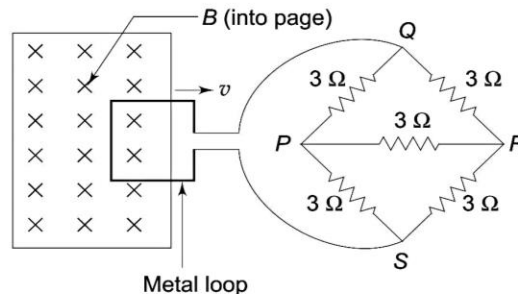 B (into page)
Q
× × ×
× × ×
v
3 Ω
3 Ω
× × ×
3 Ω
P
R
× × ×
× × ×
3 Ω
3 Ω
× × ×
S
Metal loop